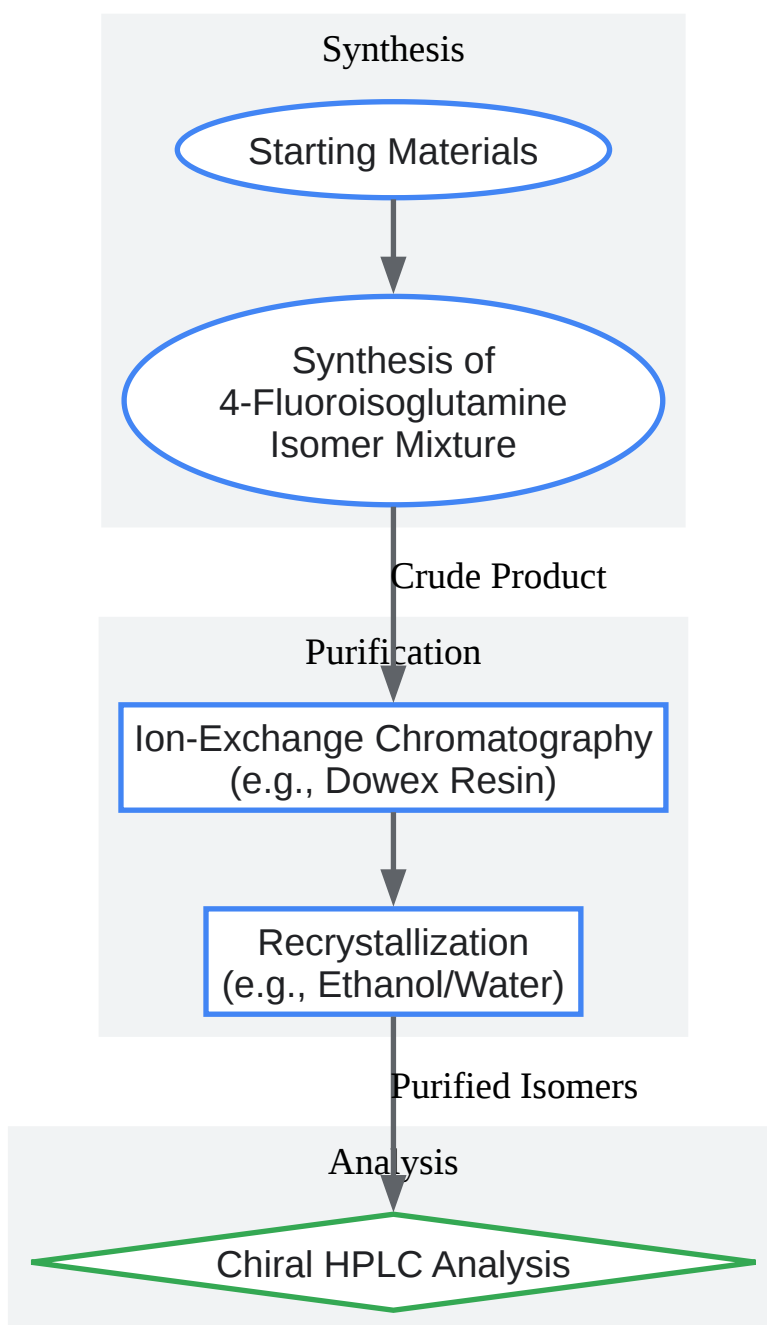 Synthesis
Starting Materials
Synthesis of
4-Fluoroisoglutamine
Isomer Mixture
Crude Product
Purification
Ion-Exchange Chromatography
(e.g., Dowex Resin)
Recrystallization
(e.g., Ethanol/Water)
Purified Isomers
Analysis
Chiral HPLC Analysis